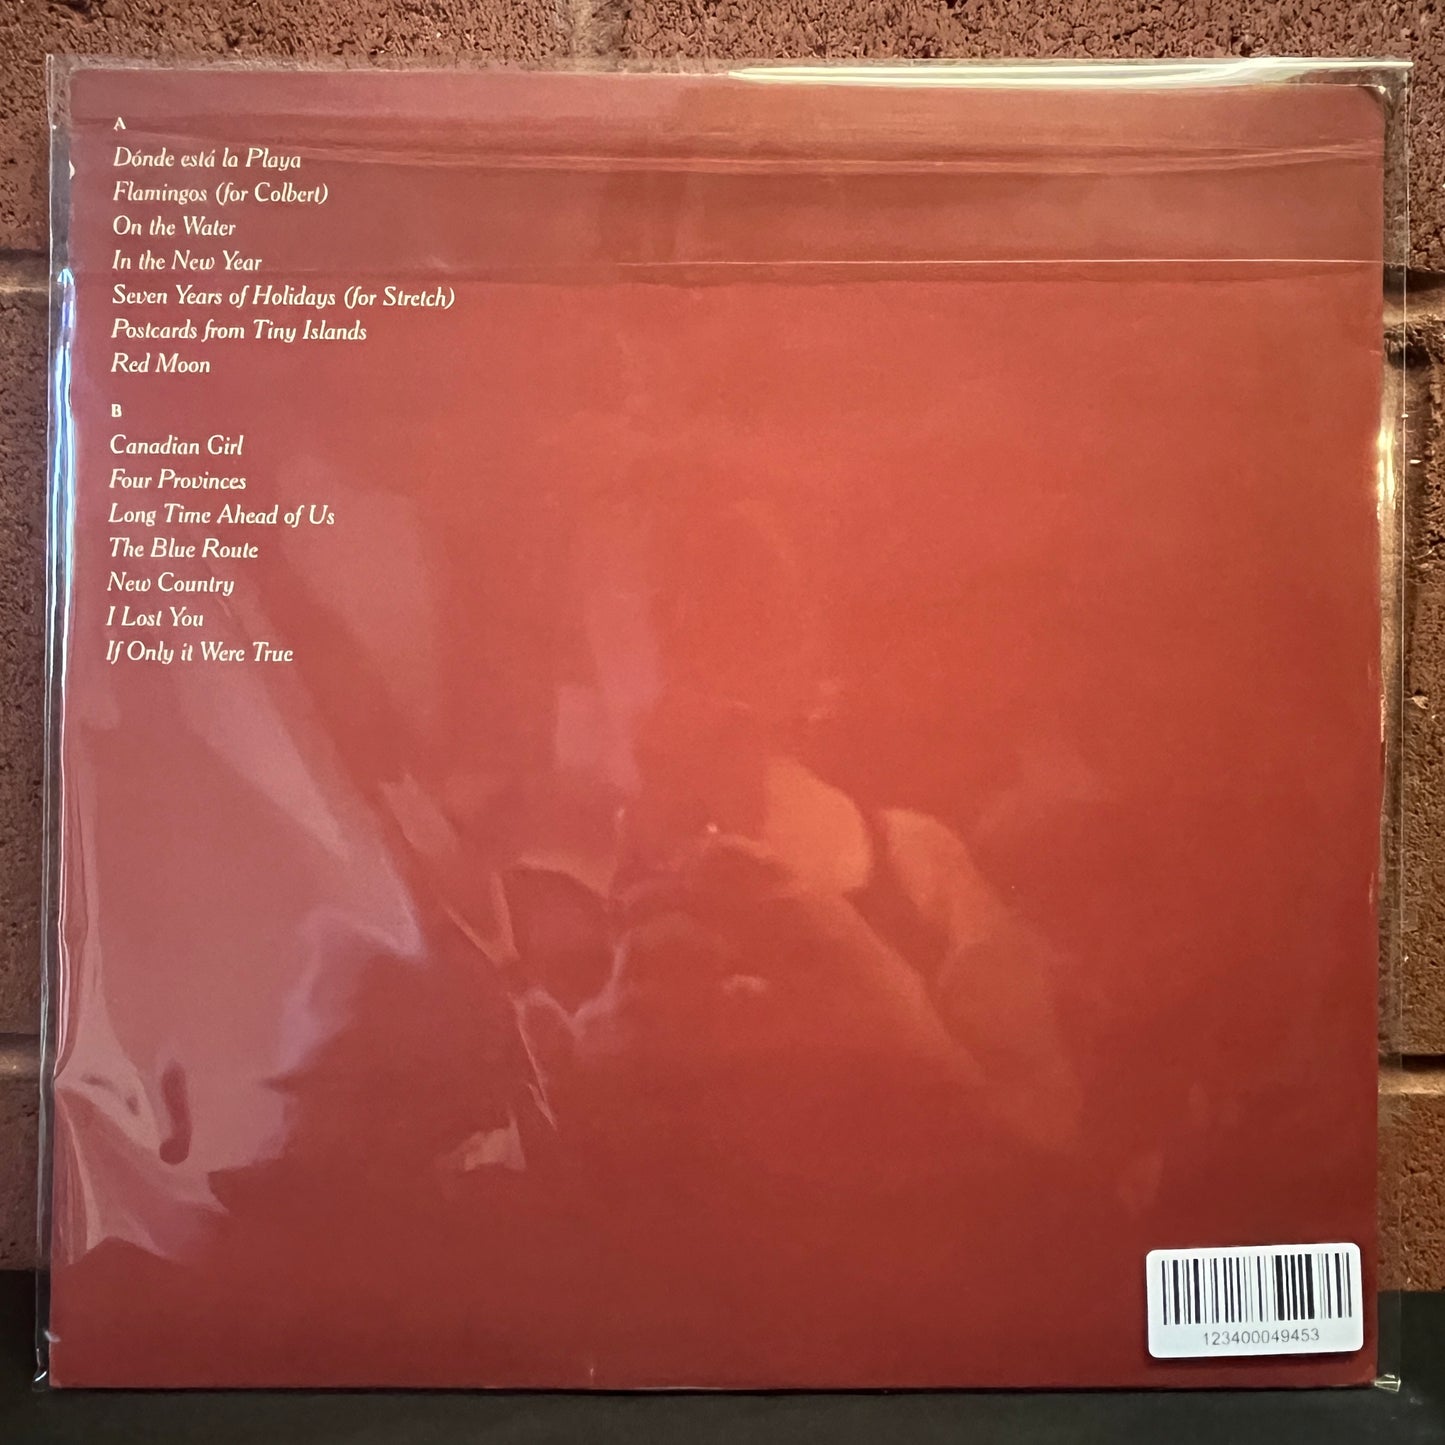 A
Dónde está la Playa
Flamingos (for Colbert)
On the Water
In the New Year
Seven Years of Holidays (for Stretch)
Postcards from Tiny Islands
Red Moon
B
Canadian Girl
Four Provinces
Long Time Ahead of Us
The Blue Route
New Country
I Lost You
If Only it Were True
123400049453